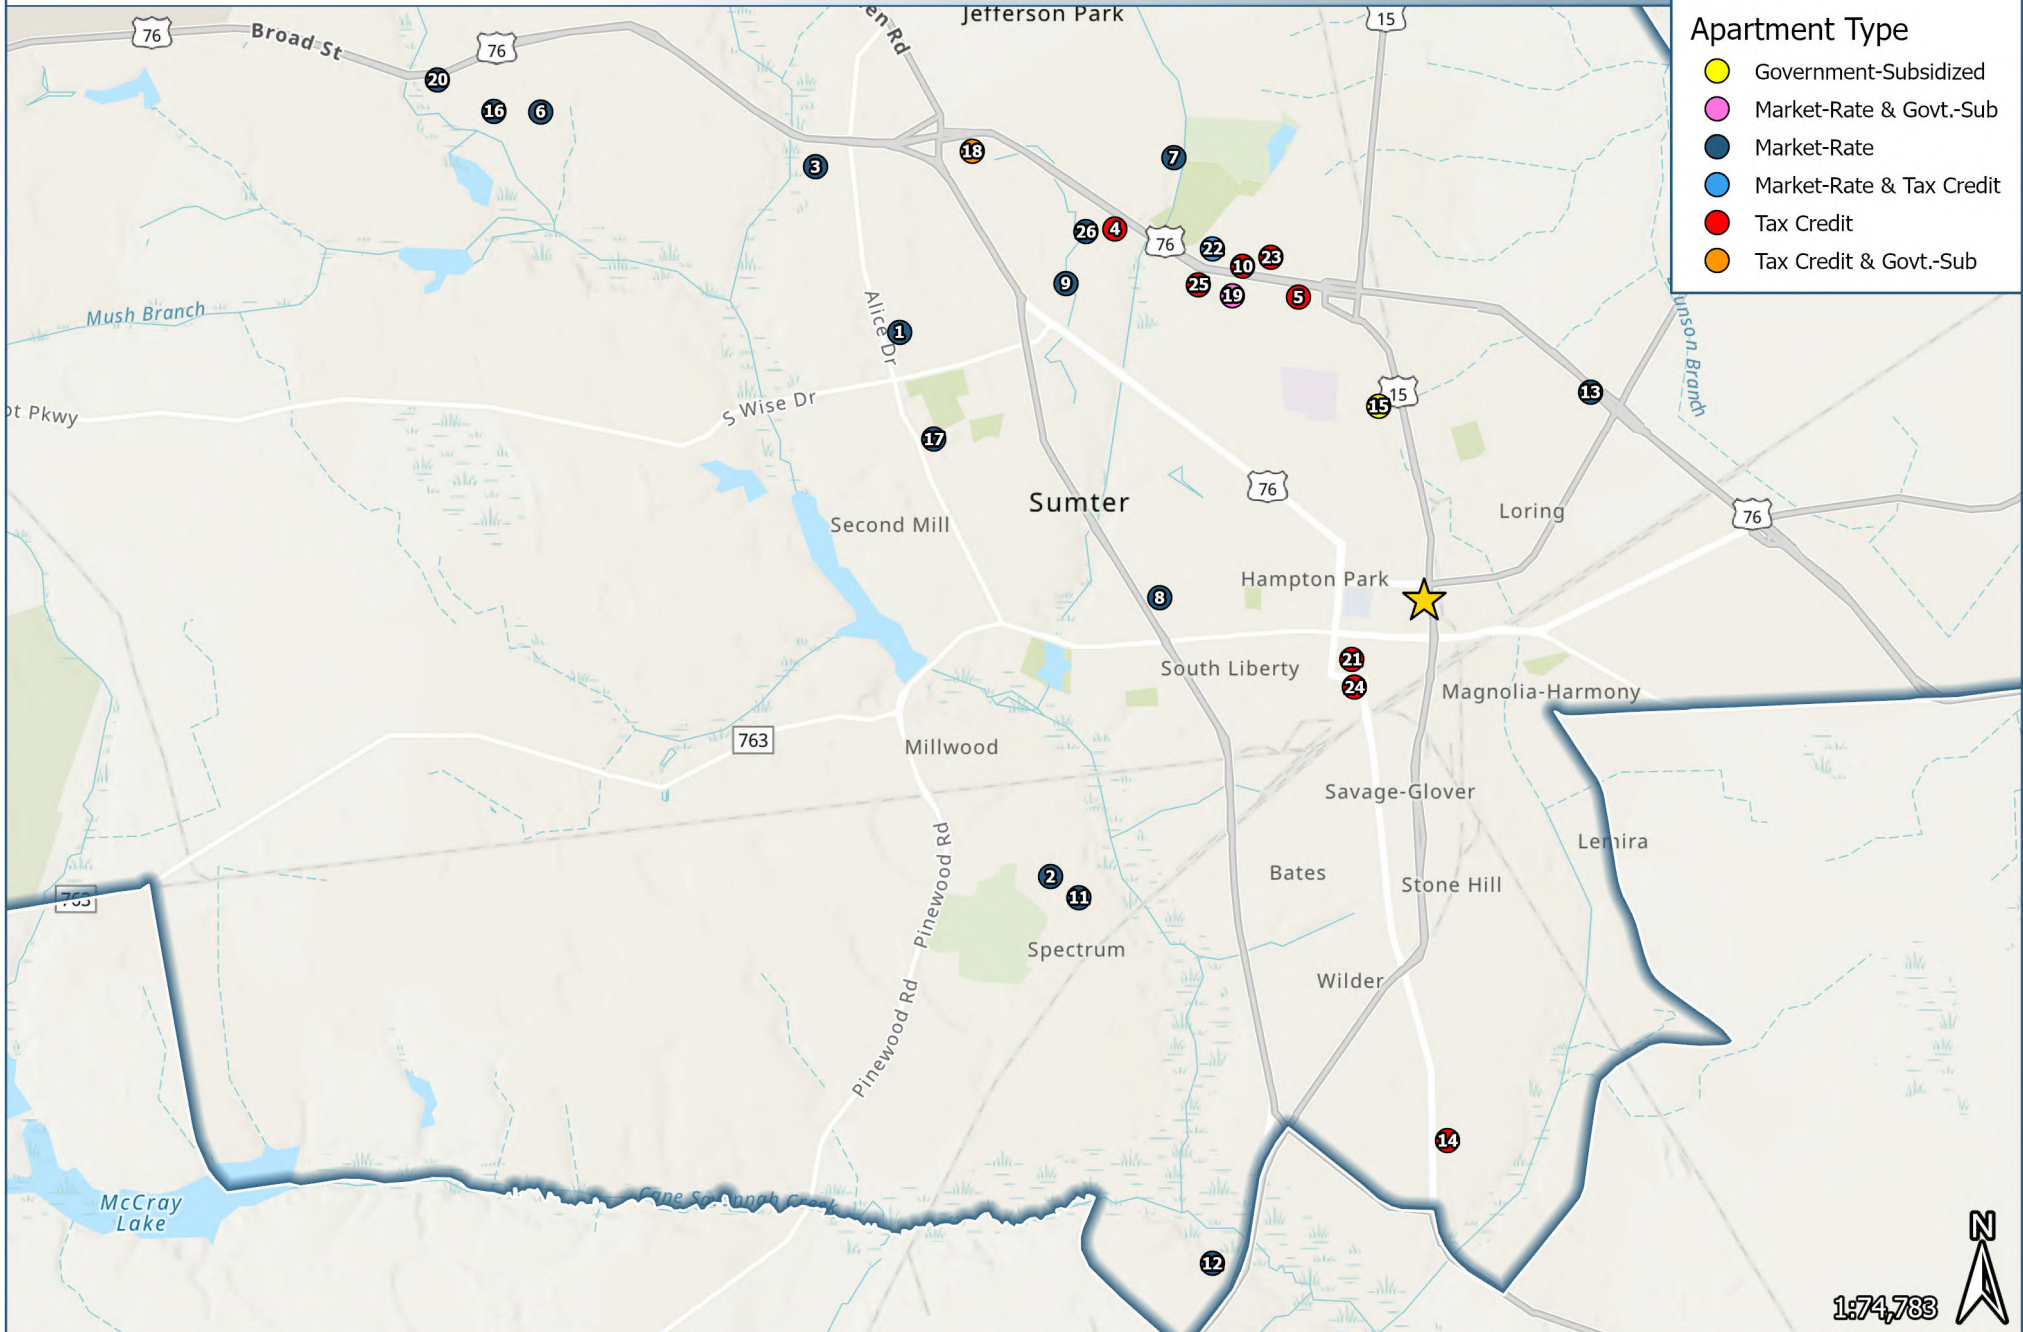 Jefferson Park
15
Apartment Type
Government-Subsidized
Market-Rate & Govt.-Sub
Market-Rate
Market-Rate & Tax Credit
Tax Credit
Tax Credit & Govt.-Sub
76
Broad St
76
20
16
6
3
18
7
26
4
76
22
10
23
25
19
5
9
Mush Branch
Alice Dr
1
S Wise Dr
17
15
15
13
76
Sumter
Second Mill
Loring
76
Hampton Park
8
21
South Liberty
24
Magnolia-Harmony
763
Millwood
Savage-Glover
Lemira
Pinewood Rd
2
11
Bates
Stone Hill
763
Spectrum
Wilder
Pinewood Rd
14
McCray
Lake
Cane Savannah Creek
12
N
1:74,783